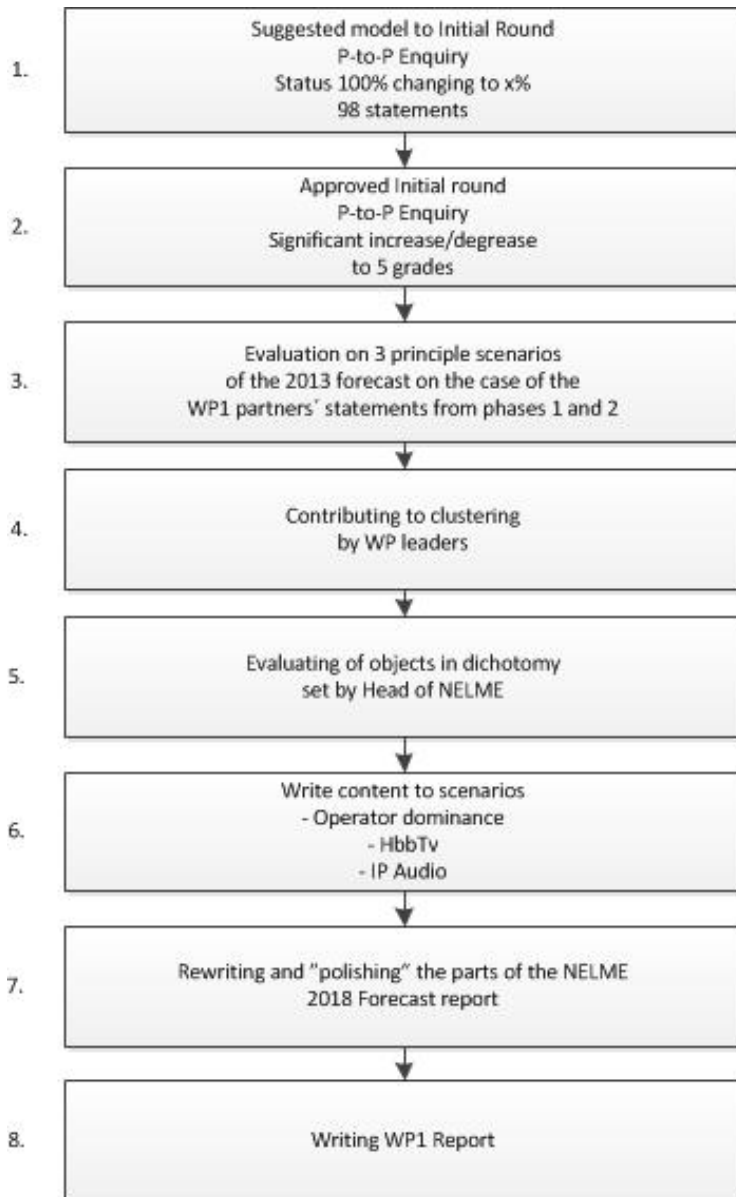 1.
Suggested model to Initial Round
P-to-P Enquiry
Status 100% changing to x%
98 statements
2.
Approved Initial round
P-to-P Enquiry
Significant increase/degrease
to 5 grades
3.
Evaluation on 3 principle scenarios
of the 2013 forecast on the case of the
WP1 partners´ statements from phases 1 and 2
4.
Contributing to clustering
by WP leaders
5.
Evaluating of objects in dichotomy
set by Head of NELME
6.
Write content to scenarios
- Operator dominance
- HbbTv
- IP Audio
7.
Rewriting and ”polishing” the parts of the NELME
2018 Forecast report
8.
Writing WP1 Report